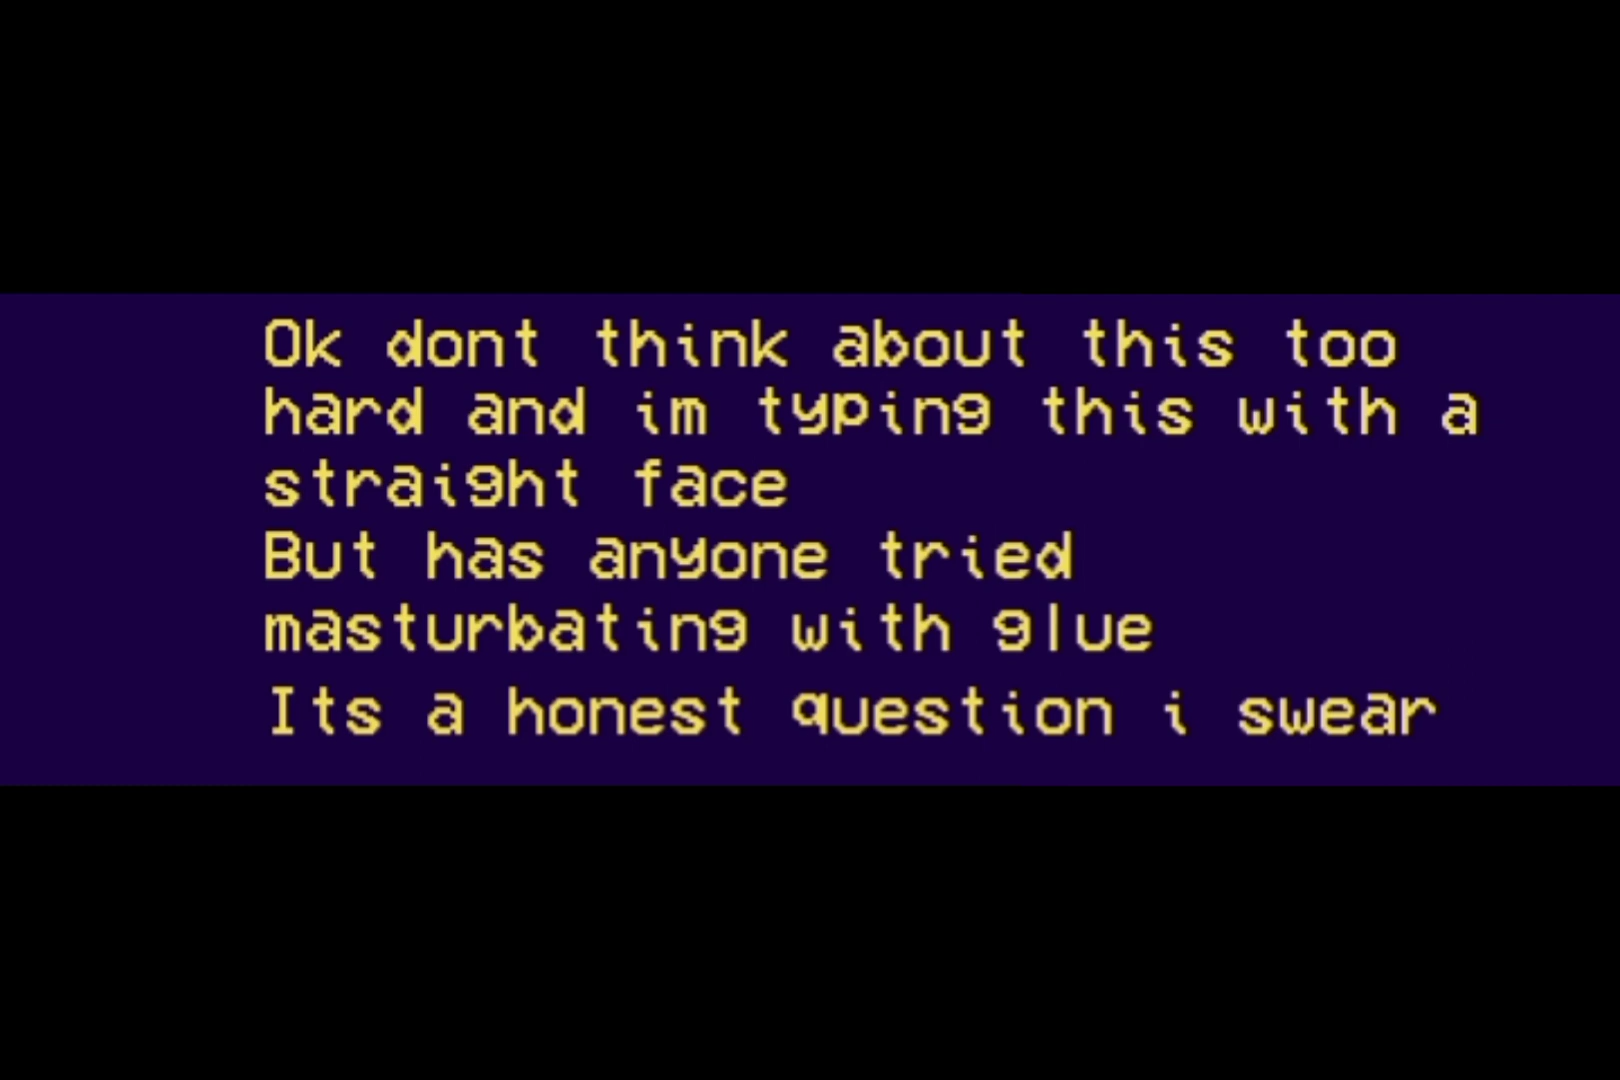 Ok dont think about this too
hard and im typing this with a
straight face
But has anyone tried
masturbating with glue
Its a honest question i swear